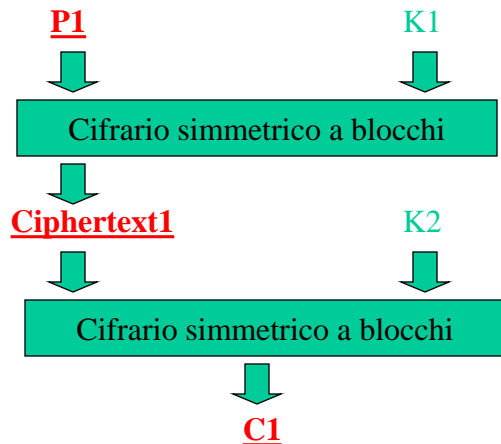 P1 K1
Cifrario simmetrico a blocchi
Ciphertext1 K2
Cifrario simmetrico a blocchi
C1